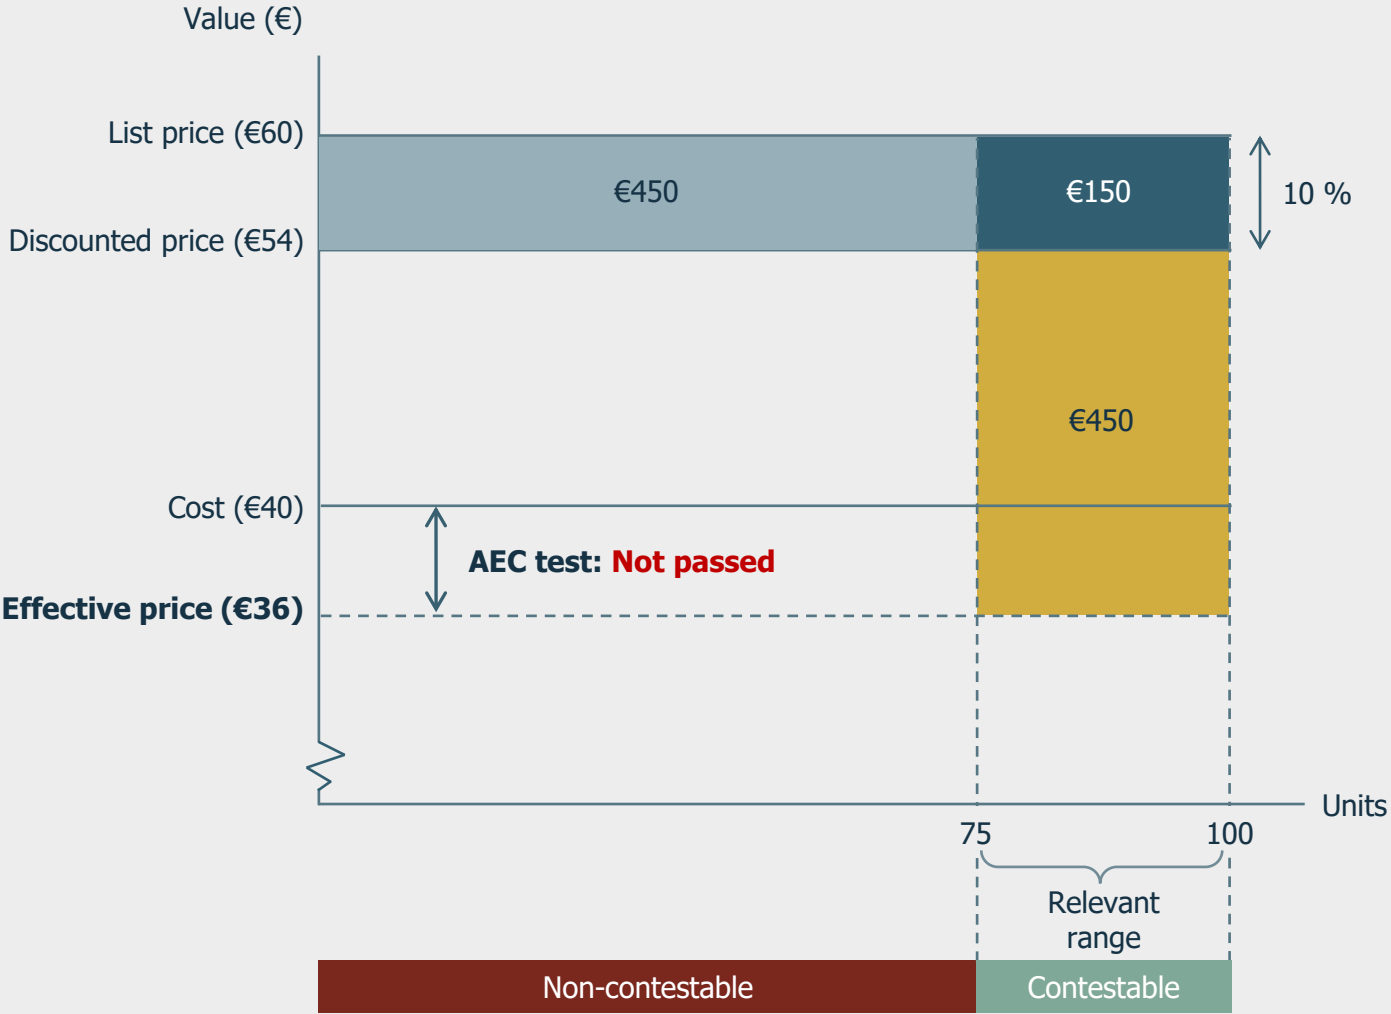 Value (€)
List price (€60)
€450
€150
10 %
Discounted price (€54)
€450
Cost (€40)
AEC test: Not passed
Effective price (€36)
Units
75
100
Relevant
range
Non-contestable
Contestable